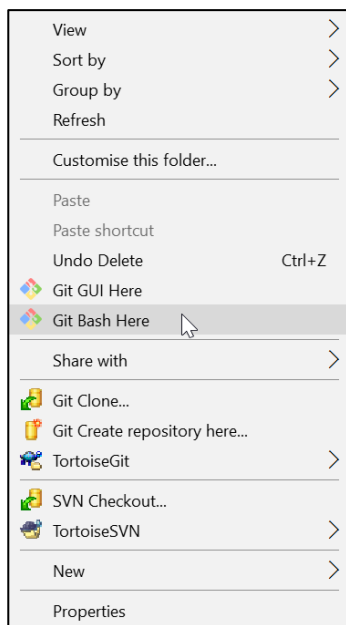 View
Sort by
Group by
Refresh
Customise this folder...
Paste
Paste shortcut
Undo Delete Ctrl+Z
Git GUI Here
Git Bash Here
Share with
Git Clone...
Git Create repository here...
TortoiseGit
SVN Checkout...
TortoiseSVN
New
Properties